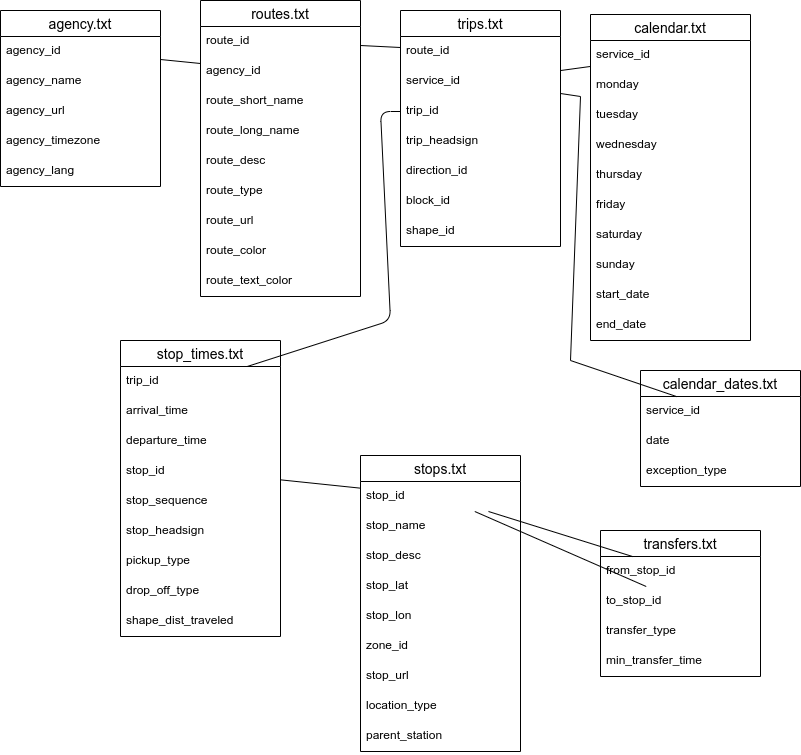 agency.txt
agency_id
agency_name
agency_url
agency_timezone
agency_lang
routes.txt
route_id
agency_id
route_short_name
route_long_name
route_desc
route_type
route_url
route_color
route_text_color
trips.txt
route_id
service_id
trip_id
trip_headsign
direction_id
block_id
shape_id
calendar.txt
service_id
monday
tuesday
wednesday
thursday
friday
saturday
sunday
start_date
end_date
stop_times.txt
trip_id
arrival_time
departure_time
stop_id
stop_sequence
stop_headsign
pickup_type
drop_off_type
shape_dist_traveled
stops.txt
stop_id
stop_name
stop_desc
stop_lat
stop_lon
zone_id
stop_url
location_type
parent_station
calendar_dates.txt
service_id
date
exception_type
transfers.txt
from_stop_id
to_stop_id
transfer_type
min_transfer_time